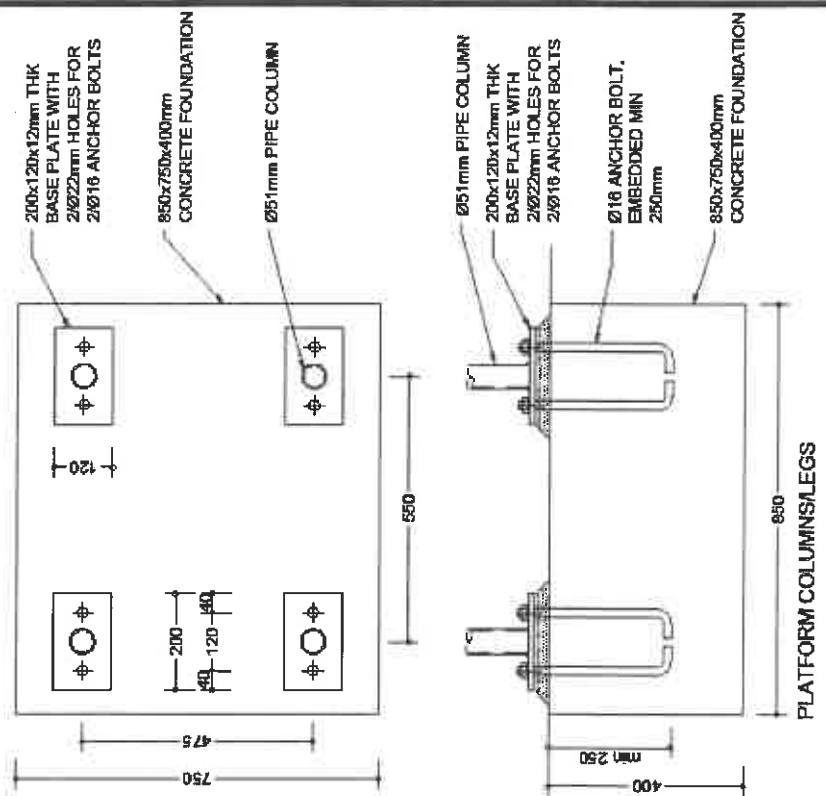 200x120x12mm THK
BASE PLATE WITH
2/Ø22mm HOLES FOR
2/Ø16 ANCHOR BOLTS
850x750x400mm
CONCRETE FOUNDATION
Ø51mm PIPE COLUMN
120
550
40
120
40
200
475
750
Ø51mm PIPE COLUMN
200x120x12mm THK
BASE PLATE WITH
2/Ø22mm HOLES FOR
2/Ø16 ANCHOR BOLTS
Ø16 ANCHOR BOLT,
EMBEDDED MIN
250mm
850x750x400mm
CONCRETE FOUNDATION
min 250
400
850
PLATFORM COLUMNS/LEGS